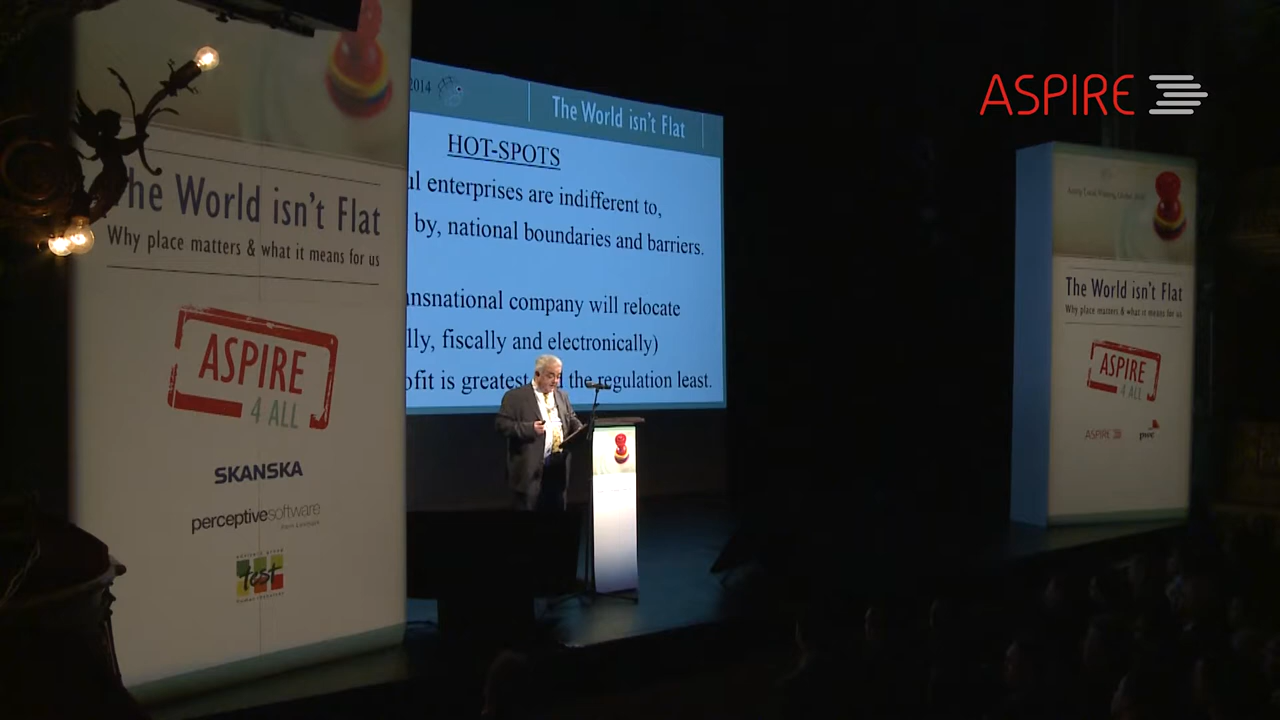 ASPIRE
2014
The World isn't Flat
HOT-SPOTS
ul enterprises are indifferent to,
by, national boundaries and barriers.
ansnational company will relocate
lly, fiscally and electronically)
ofit is greatest the regulation least.
The World isn't Flat
Why place matters & what it means for us
ASPIRE
4 ALL
SKANSKA
perceptivesoftware
test
The World isn't Flat
Why place matters & what it means for us
ASPIRE
4 ALL
ASPIRE
pwc